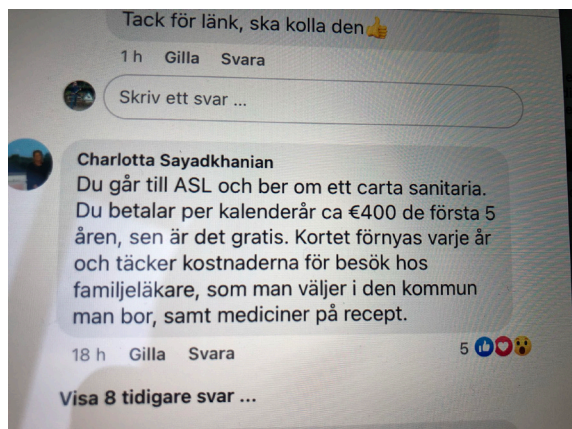 Tack för länk, ska kolla den👍
1 h Gilla Svara
Skriv ett svar ...
Charlotta Sayadkhanian
Du går till ASL och ber om ett carta sanitaria.
Du betalar per kalenderår ca €400 de första 5
åren, sen är det gratis. Kortet förnyas varje år
och täcker kostnaderna för besök hos
familjeläkare, som man väljer i den kommun
man bor, samt mediciner på recept.
18 h Gilla Svara 5 👍❤️😮
Visa 8 tidigare svar ...